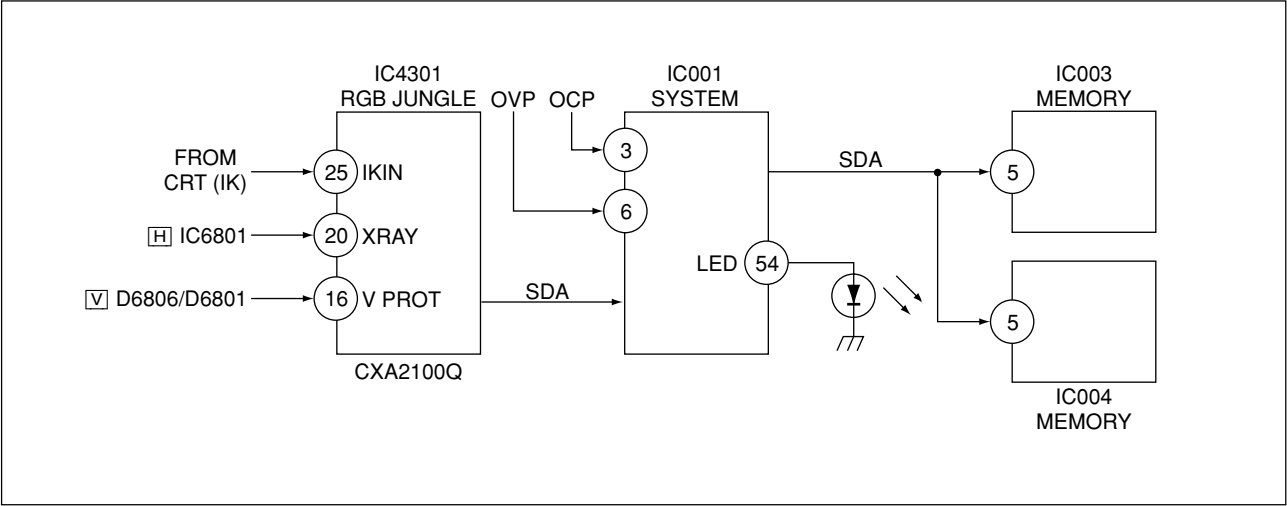 IC4301
RGB JUNGLE
OVP
OCP
IC001
SYSTEM
IC003
MEMORY
FROM
CRT (IK)
25
IKIN
H IC6801
20
XRAY
V D6806/D6801
16
V PROT
CXA2100Q
SDA
3
6
LED
54
SDA
5
5
IC004
MEMORY